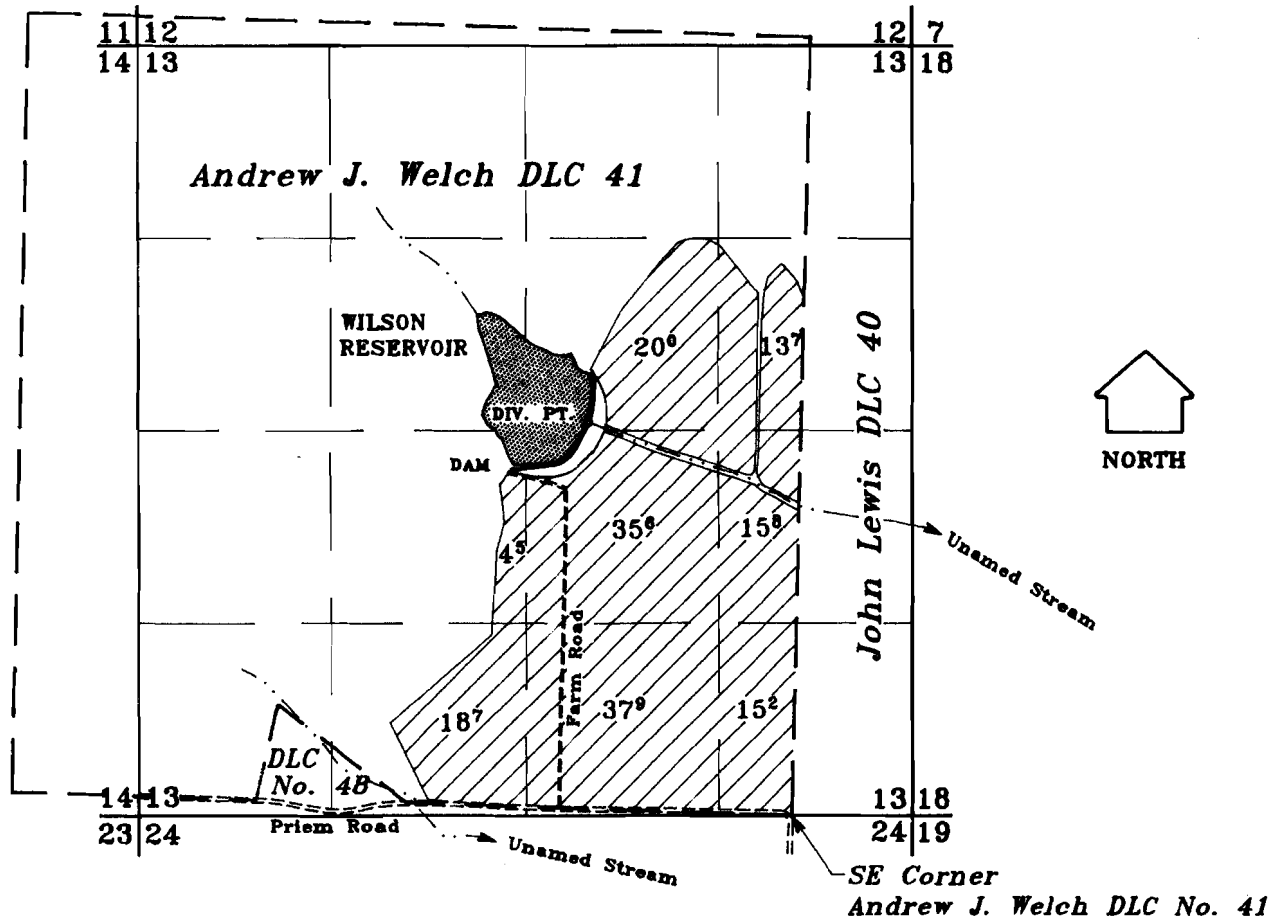 11 12
14 13
12 7
13 18
Andrew J. Welch DLC 41
WILSON
RESERVOIR
20⁰
13⁷
DIV. PT.
DAM
John Lewis DLC 40
NORTH
4⁵
35⁶
15⁸
Unamed Stream
Farm Road
18⁷
37⁹
15²
DLC
No. 48
14 13
23 24
Priem Road
Unamed Stream
13 18
24 19
SE Corner
Andrew J. Welch DLC No. 41